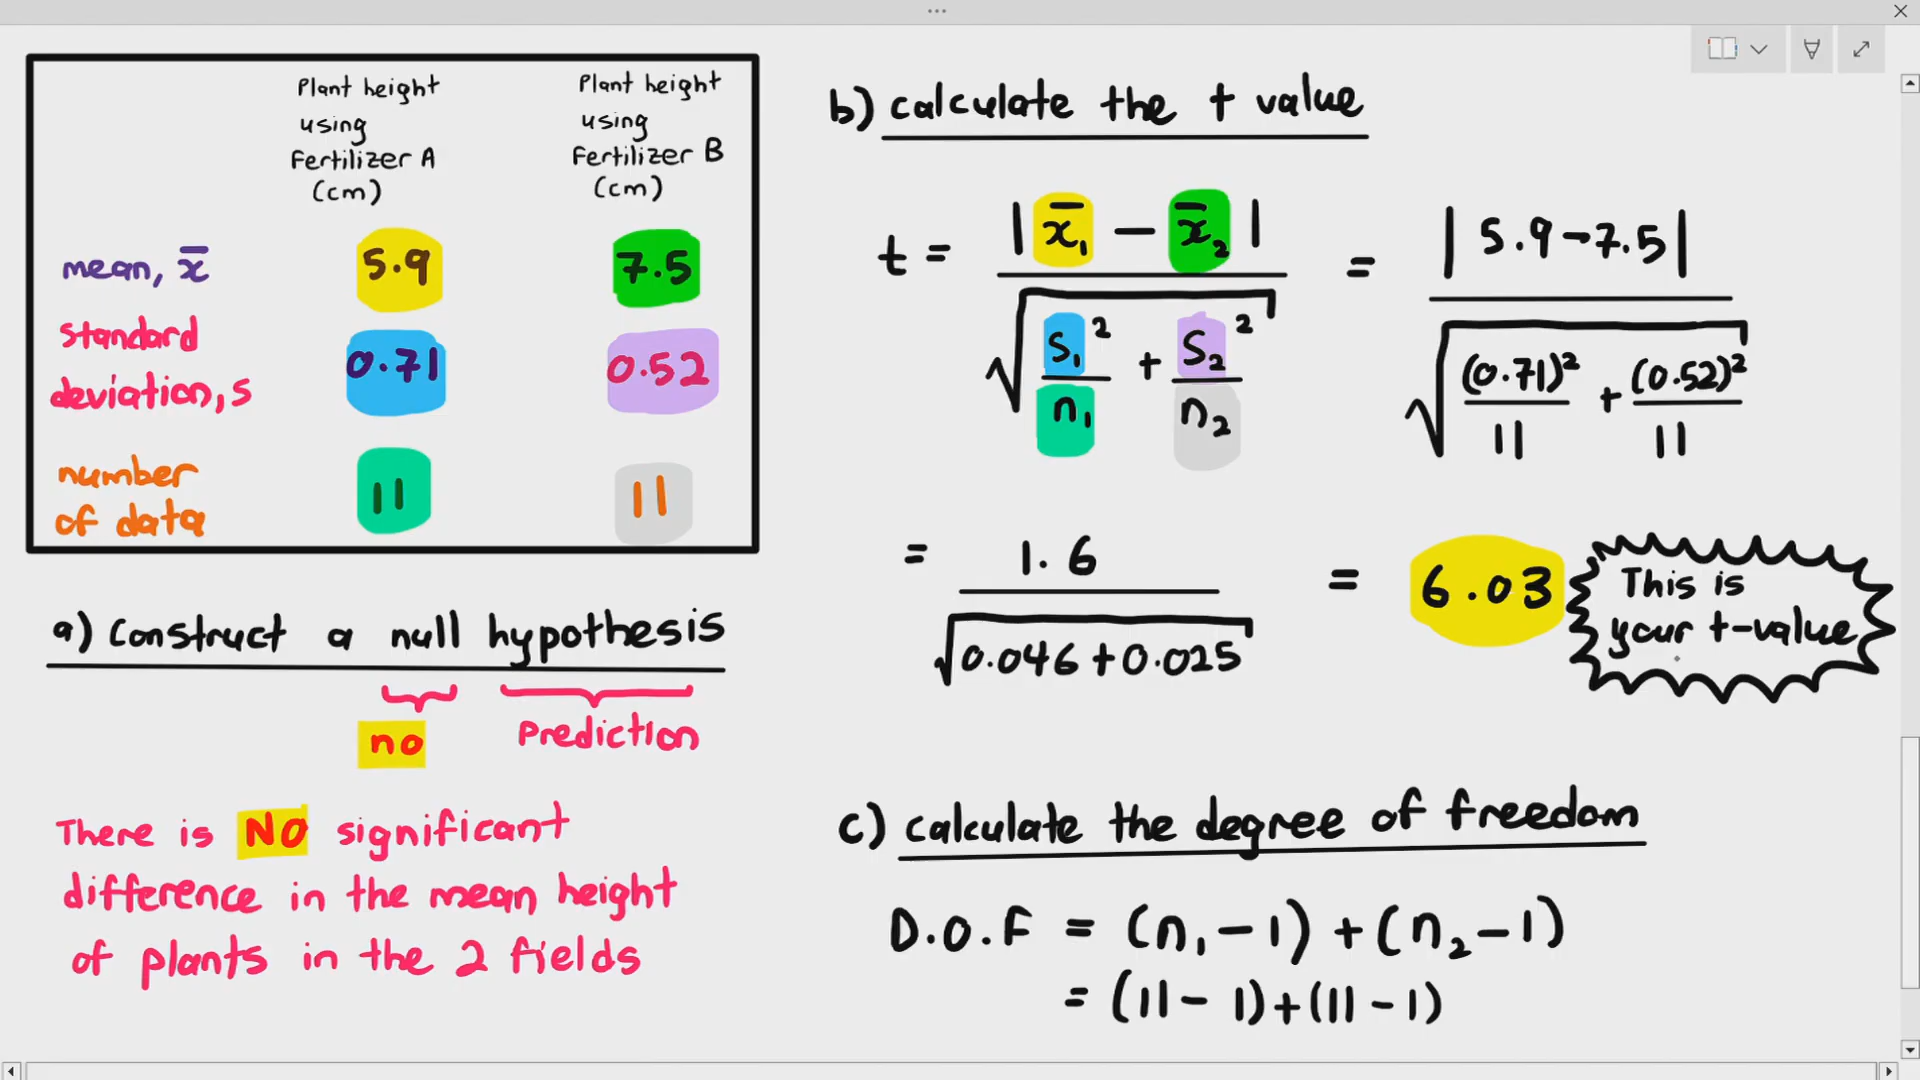 Plant height
using
Fertilizer A
(cm)
Plant height
using
Fertilizer B
(cm)
mean, x̄ 5.9 7.5
standard
deviation, s 0.71 0.52
number
of data 11 11
a) Construct a null hypothesis
no Prediction
There is NO significant
difference in the mean height
of plants in the 2 fields
b) calculate the t value
t = |x̄₁ − x̄₂| / √(s₁²/n₁ + s₂²/n₂) = |5.9-7.5| / √((0.71)²/11 + (0.52)²/11)
= 1.6 / √(0.046+0.025) = 6.03
This is
your t-value
c) calculate the degree of freedom
D.O.F = (n₁ − 1) + (n₂ − 1)
= (11 − 1) + (11 − 1)